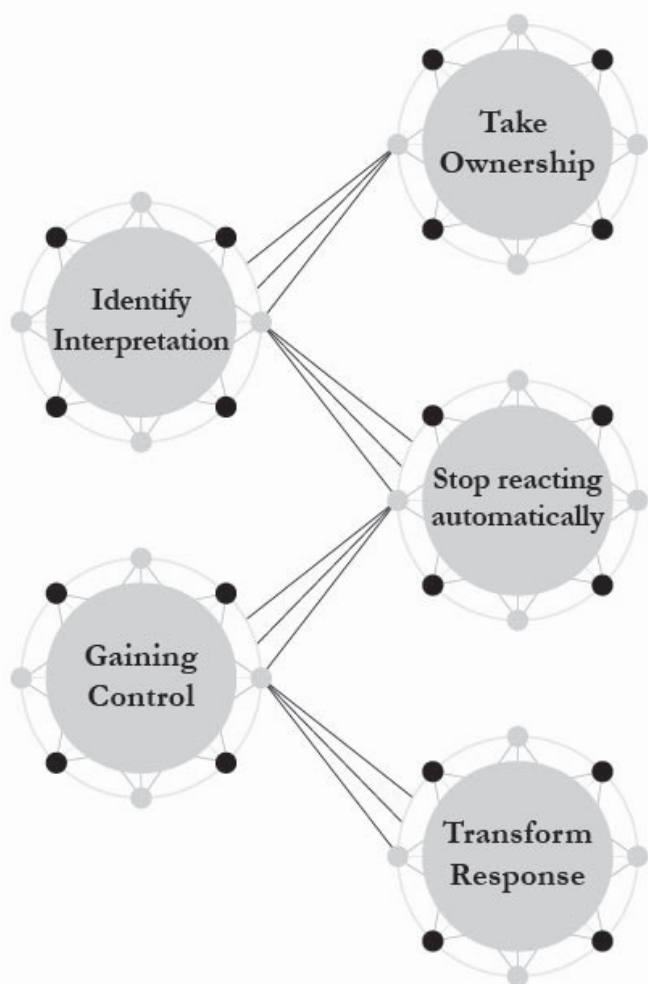 Take
Ownership
Identify
Interpretation
Stop reacting
automatically
Gaining
Control
Transform
Response